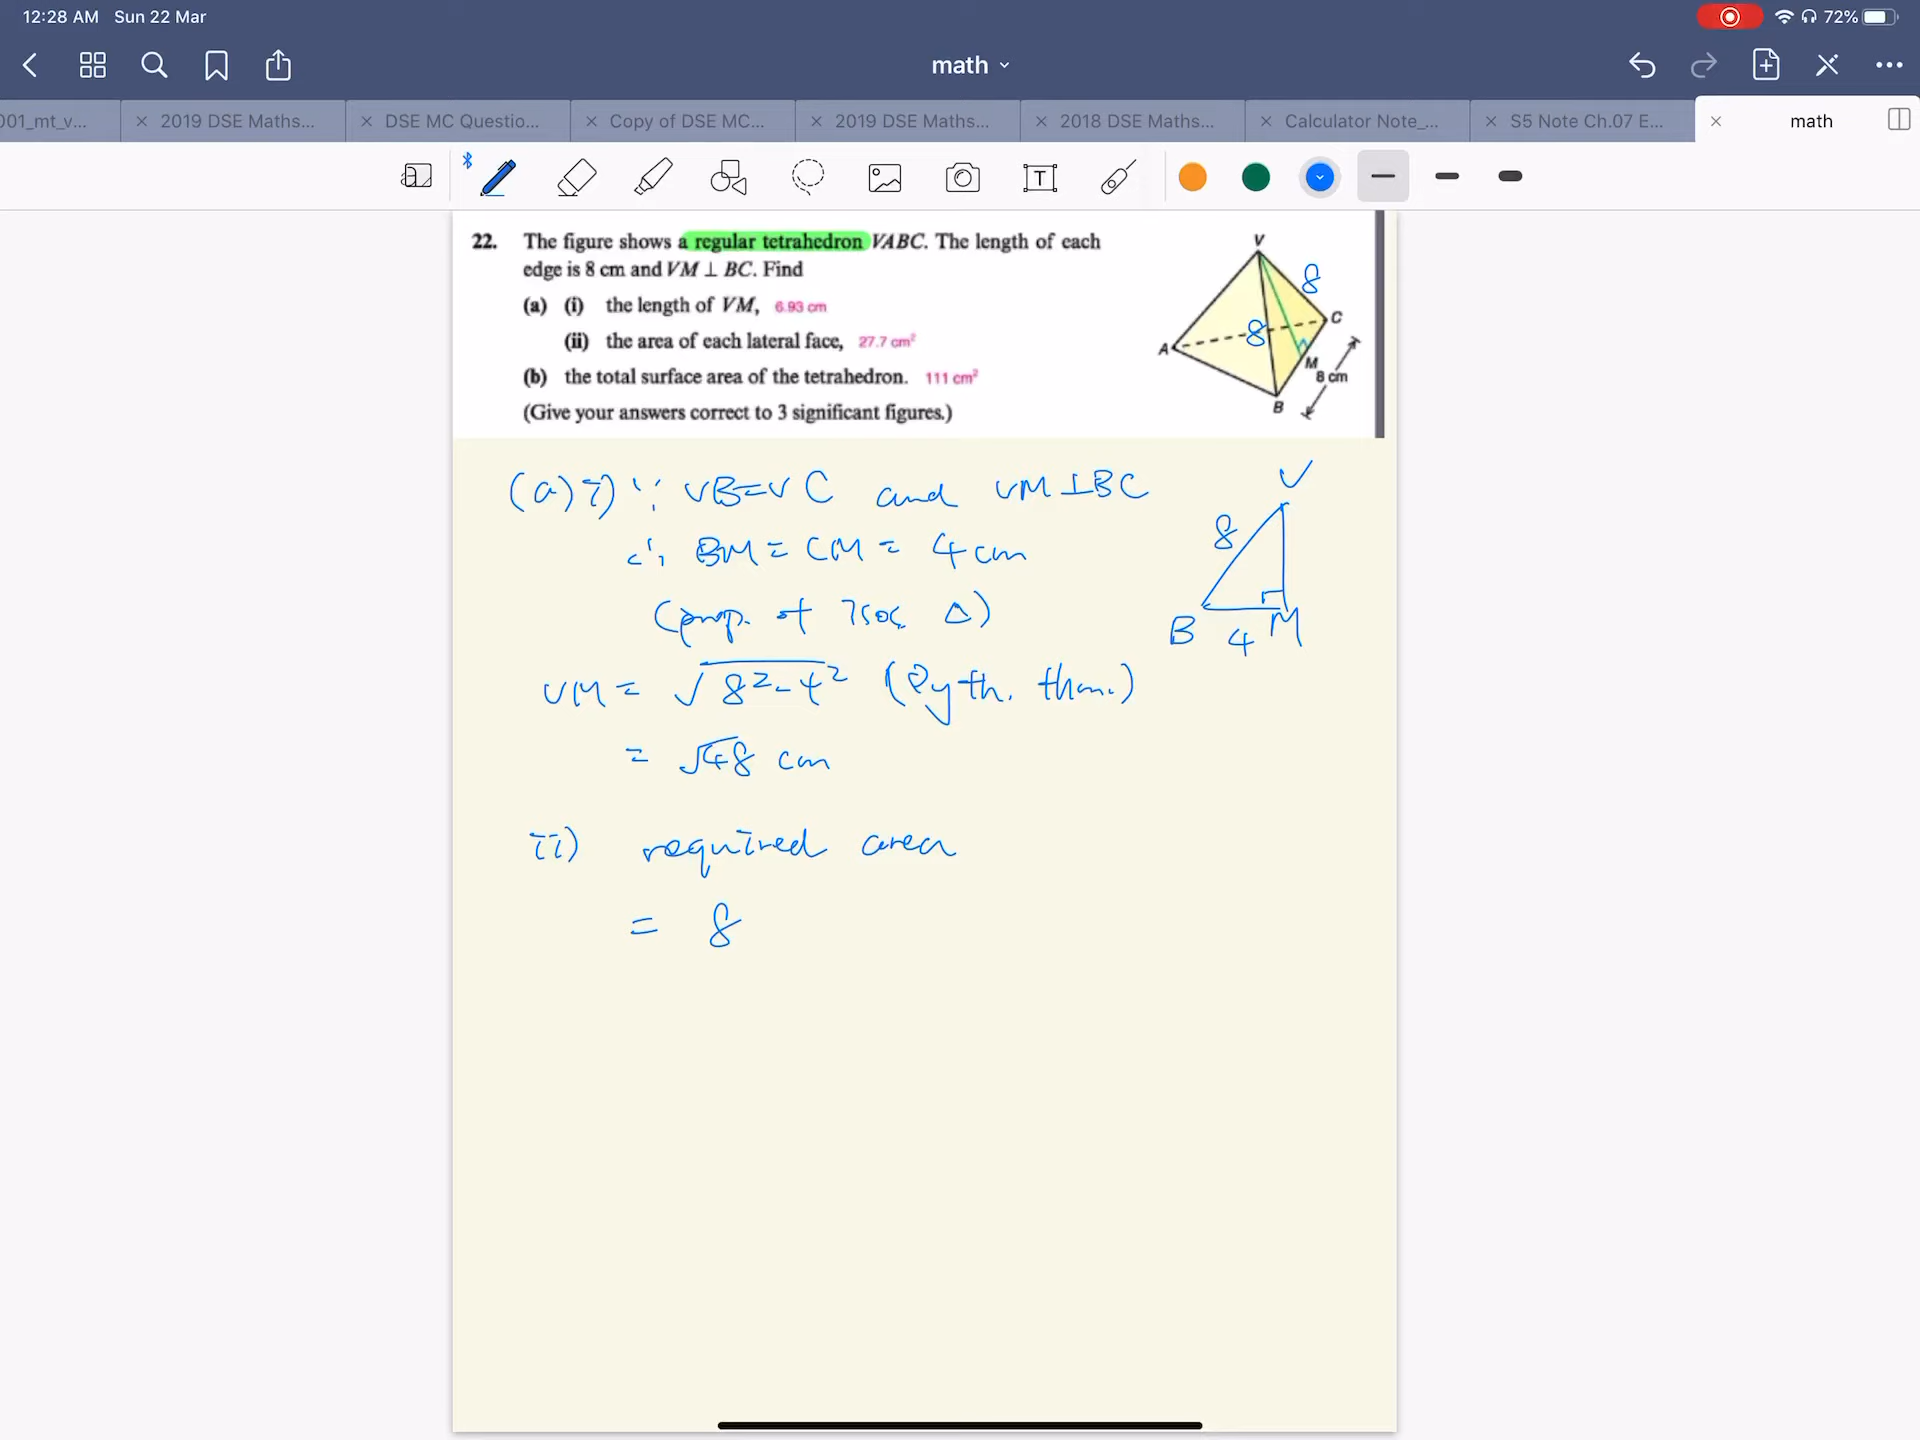 12:28 AM Sun 22 Mar
72%
math
001_mt_v...
2019 DSE Maths...
DSE MC Questio...
Copy of DSE MC...
2019 DSE Maths...
2018 DSE Maths...
Calculator Note_...
S5 Note Ch.07 E...
math
22. The figure shows a regular tetrahedron VABC. The length of each
edge is 8 cm and VM ⊥ BC. Find
(a) (i) the length of VM, 6.93 cm
(ii) the area of each lateral face, 27.7 cm²
(b) the total surface area of the tetrahedron. 111 cm²
(Give your answers correct to 3 significant figures.)
V
8
8
C
A
M
8 cm
B
(a) i) ∵ VB=VC and VM⊥BC
∴ BM = CM = 4 cm
(prop. of isos. △)
VM = √8²-4² (Pyth. thm.)
= √48 cm
V
8
B 4 M
ii) required area
= 8